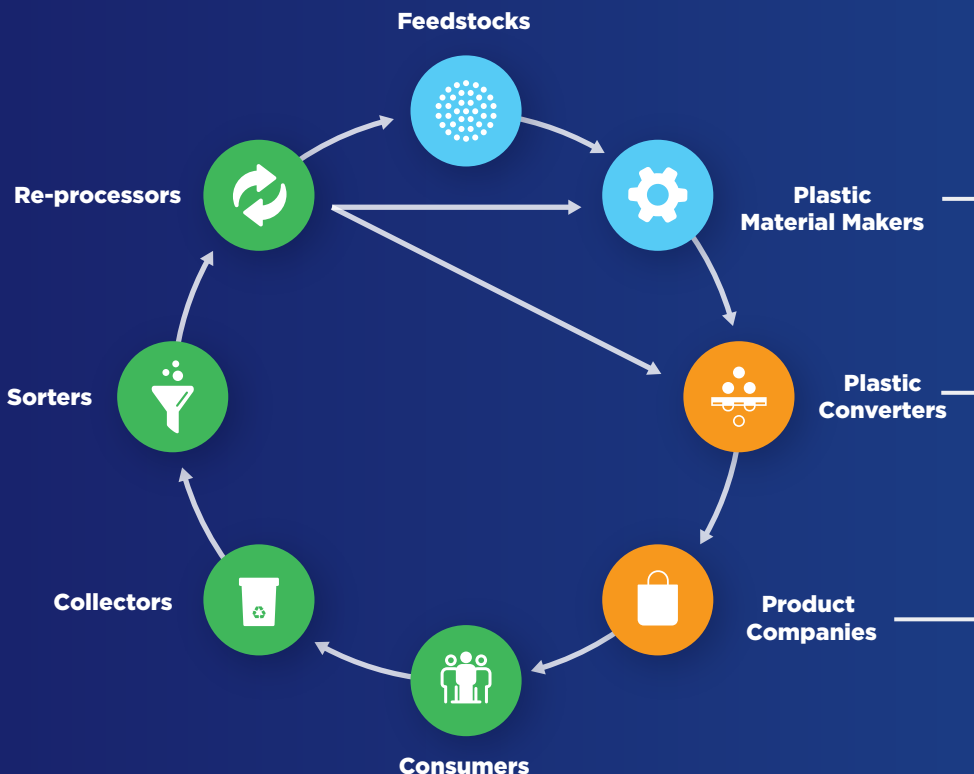 Feedstocks
Re-processors
Plastic
Material Makers
Sorters
Plastic
Converters
Collectors
Product
Companies
Consumers